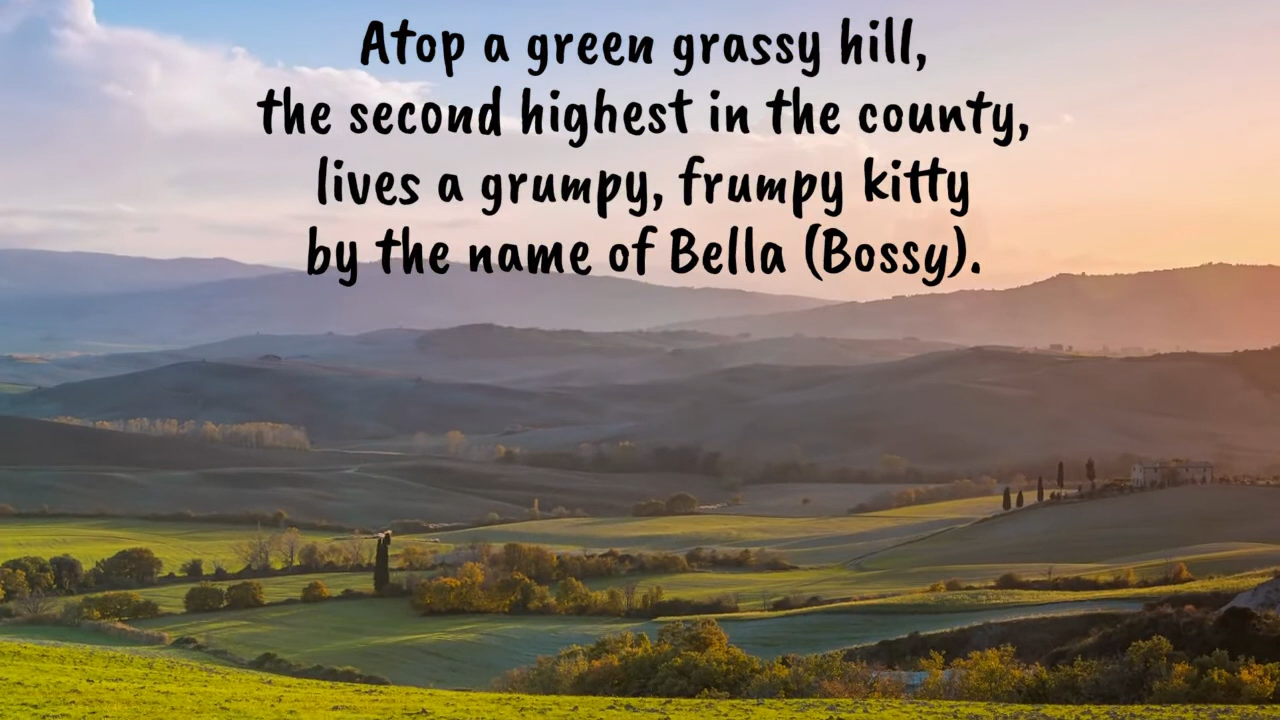 Atop a green grassy hill,
the second highest in the county,
lives a grumpy, frumpy kitty
by the name of Bella (Bossy).